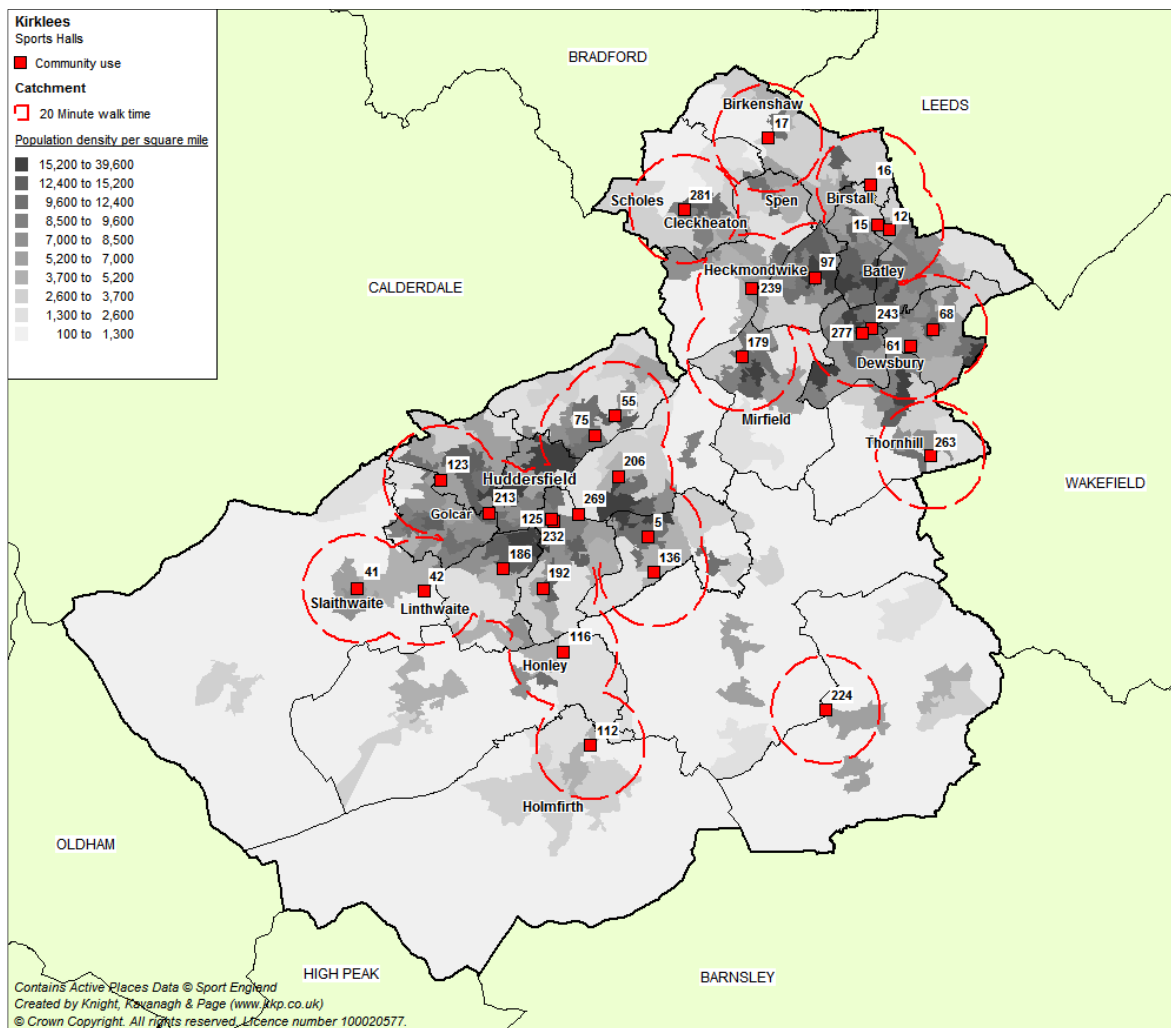 Kirklees
Sports Halls
Community use
Catchment
20 Minute walk time
Population density per square mile
15,200 to 39,600
12,400 to 15,200
9,600 to 12,400
8,500 to 9,600
7,000 to 8,500
5,200 to 7,000
3,700 to 5,200
2,600 to 3,700
1,300 to 2,600
100 to 1,300
BRADFORD
LEEDS
Birkenshaw
17
16
281
Scholes
Spen
Birstall
Cleckheaton
15
12
Heckmondwike
97
Batley
CALDERDALE
239
243
68
277
179
61
Dewsbury
55
Mirfield
75
Thornhill
263
206
123
Huddersfield
WAKEFIELD
213
269
Golcar
125
5
232
186
136
41
42
192
Slaithwaite
Linthwaite
116
Honley
224
112
Holmfirth
OLDHAM
HIGH PEAK
BARNSLEY
Contains Active Places Data © Sport England
Created by Knight, Kavanagh & Page (www.kkp.co.uk)
© Crown Copyright. All rights reserved. Licence number 100020577.